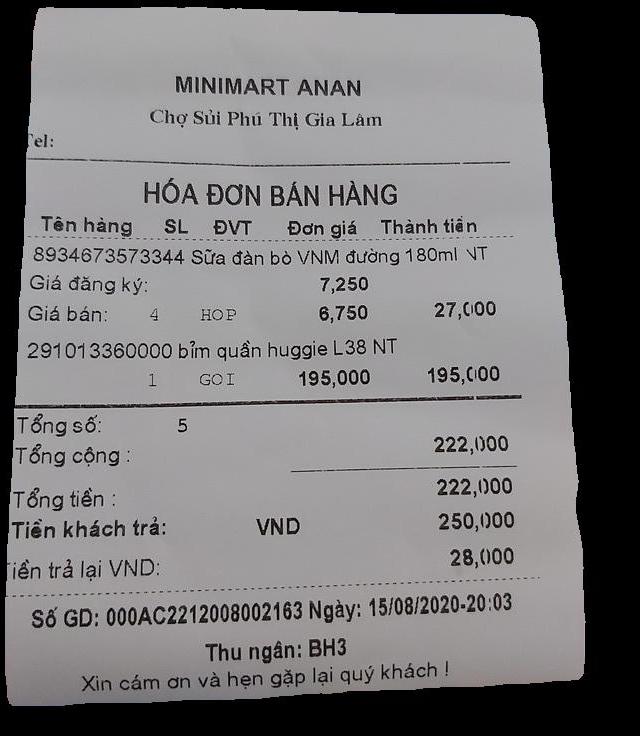 MINIMART ANAN
Chợ Sủi Phú Thị Gia Lâm
Tel:
HÓA ĐƠN BÁN HÀNG
Tên hàng SL ĐVT Đơn giá Thành tiền
8934673573344 Sữa đàn bò VNM đường 180ml NT
Giá đăng ký: 7,250
Giá bán: 4 HOP 6,750 27,000
291013360000 bỉm quần huggie L38 NT
1 GOI 195,000 195,000
Tổng số: 5
Tổng cộng : 222,000
Tổng tiền : 222,000
Tiền khách trả: VND 250,000
Tiền trả lại VND: 28,000
Số GD: 000AC2212008002163 Ngày: 15/08/2020-20:03
Thu ngân: BH3
Xin cám ơn và hẹn gặp lại quý khách !